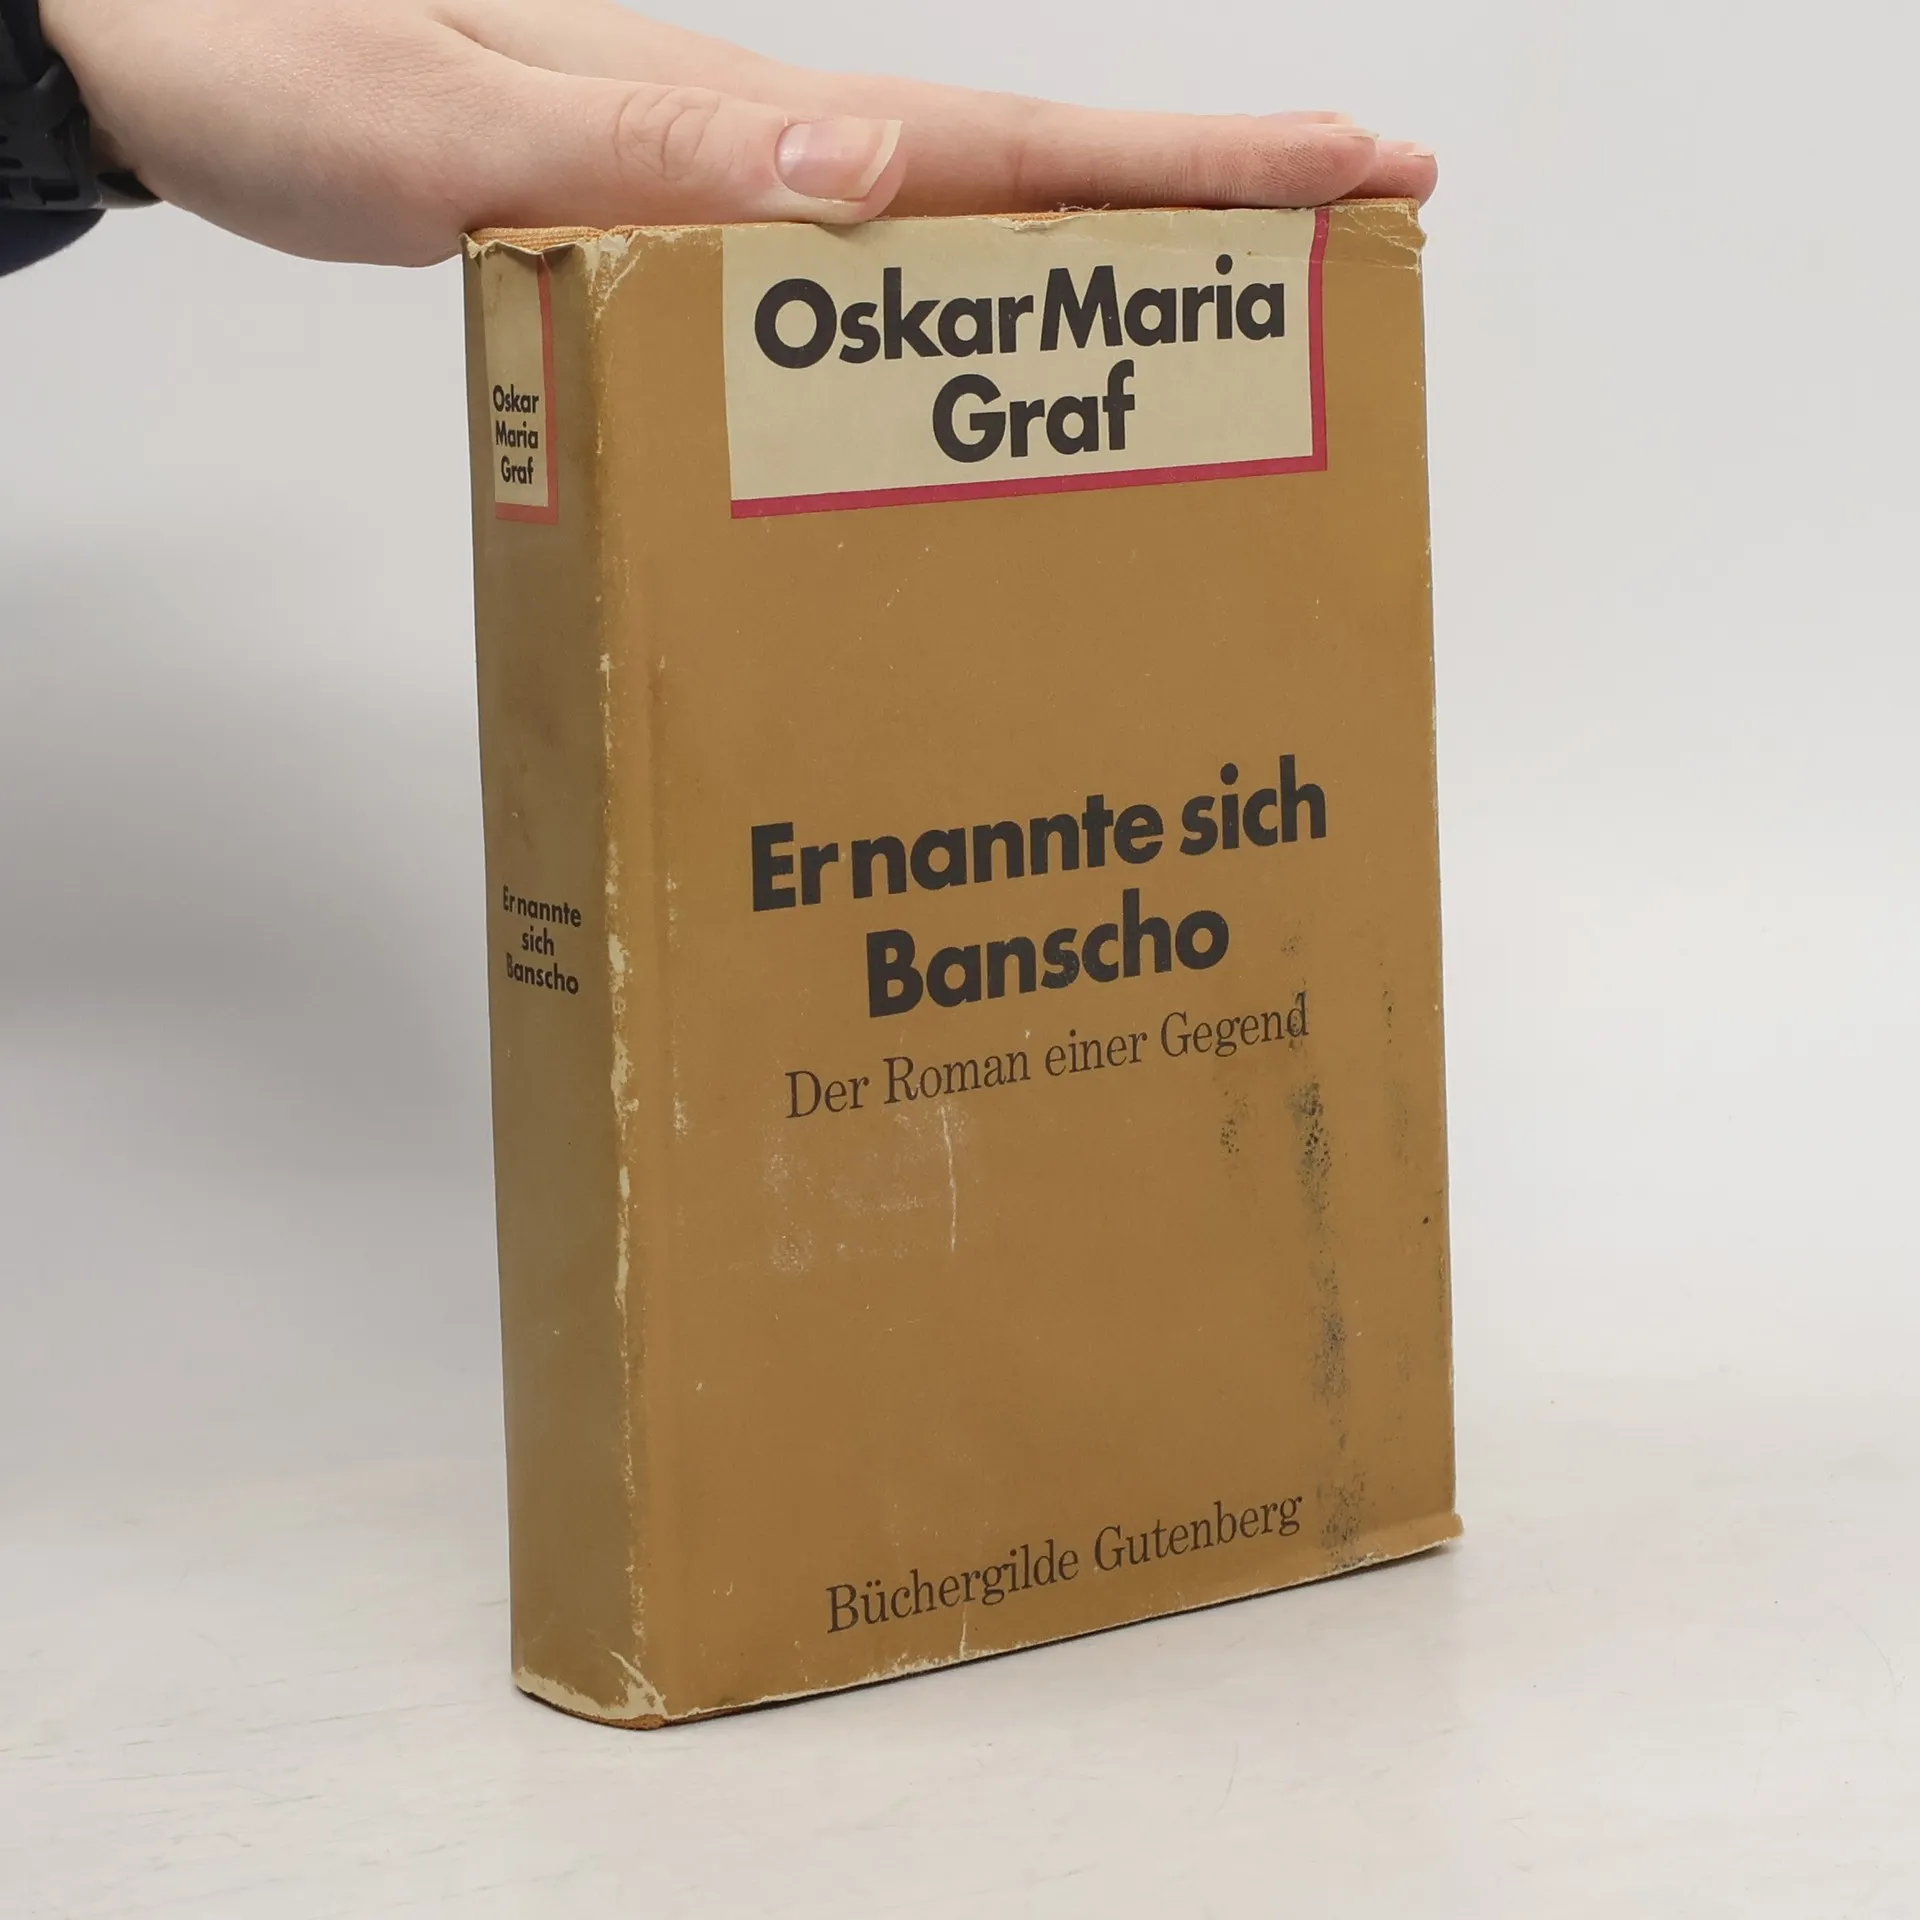 Oskar Maria
Graf
Er nannte sich
Banscho
Der Roman einer Gegend
Büchergilde Gutenberg
Oskar
Maria
Graf
Er nannte
sich
Banscho